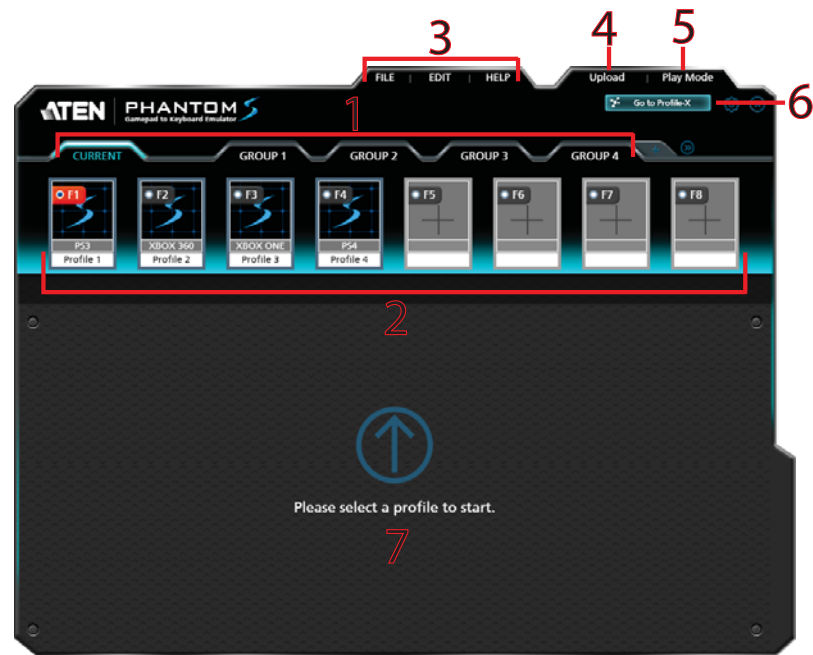 3
4
5
FILE | EDIT | HELP
Upload | Play Mode
Go to Profile-X
6
ATEN PHANTOM S
Gamepad to Keyboard Emulator
1
CURRENT GROUP 1 GROUP 2 GROUP 3 GROUP 4
F1 F2 F3 F4 F5 F6 F7 F8
PS3 XBOX 360 XBOX ONE PS4
Profile 1 Profile 2 Profile 3 Profile 4
2
Please select a profile to start.
7